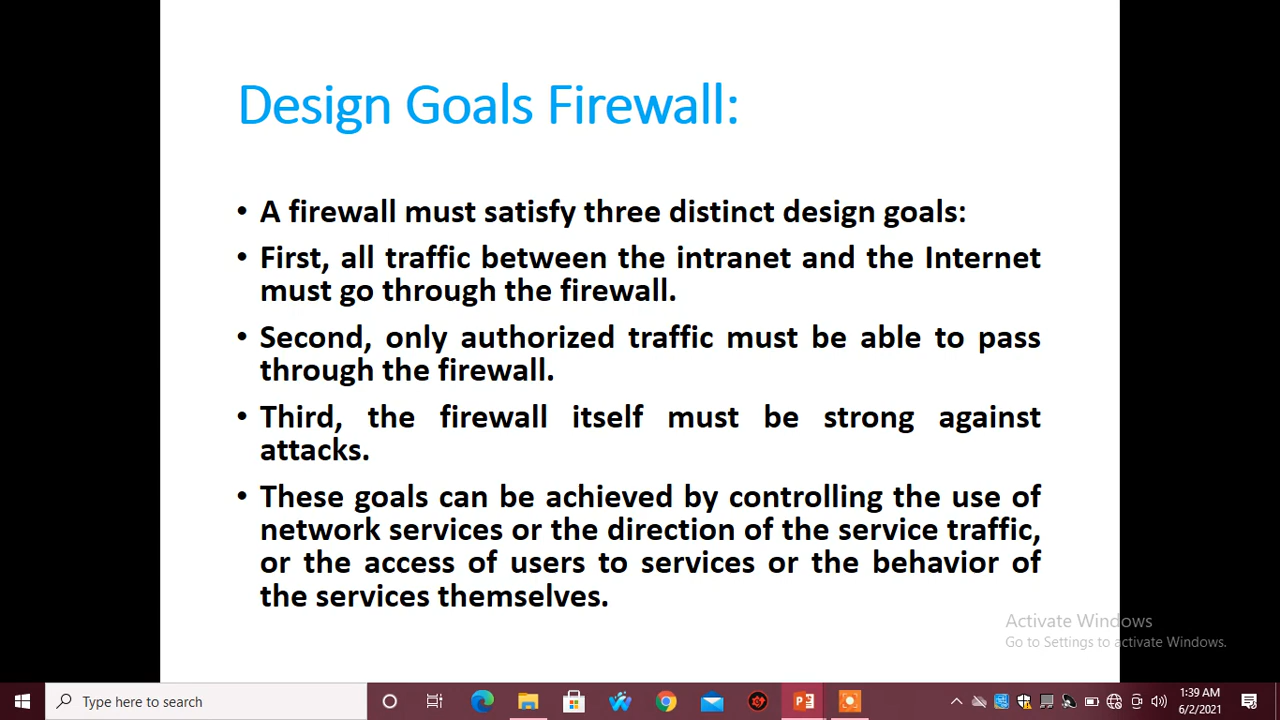 Design Goals Firewall:
• A firewall must satisfy three distinct design goals:
• First, all traffic between the intranet and the Internet
must go through the firewall.
• Second, only authorized traffic must be able to pass
through the firewall.
• Third, the firewall itself must be strong against
attacks.
• These goals can be achieved by controlling the use of
network services or the direction of the service traffic,
or the access of users to services or the behavior of
the services themselves.
Activate Windows
Go to Settings to activate Windows.
Type here to search
1:39 AM
6/2/2021